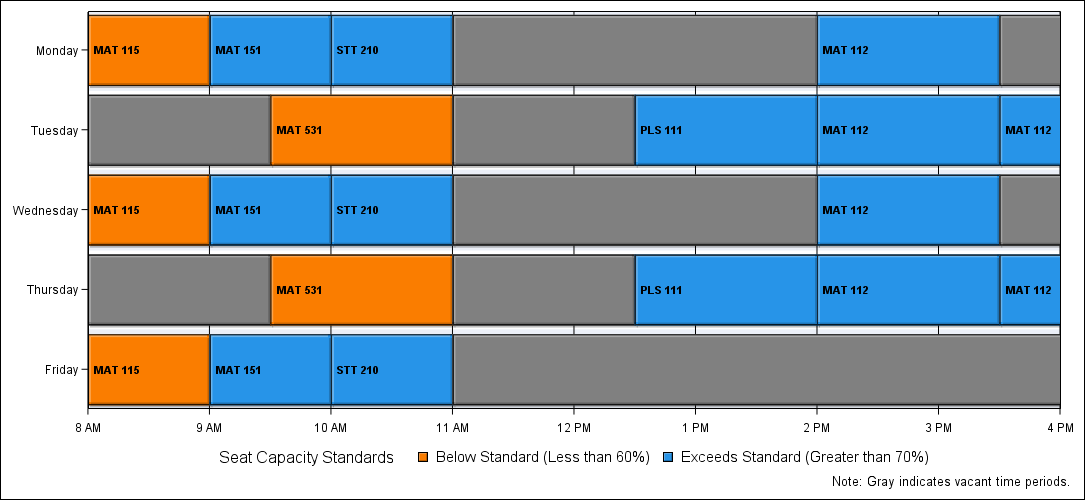 Monday MAT 115 MAT 151 STT 210 MAT 112
Tuesday MAT 531 PLS 111 MAT 112 MAT 112
Wednesday MAT 115 MAT 151 STT 210 MAT 112
Thursday MAT 531 PLS 111 MAT 112 MAT 112
Friday MAT 115 MAT 151 STT 210
8 AM 9 AM 10 AM 11 AM 12 PM 1 PM 2 PM 3 PM 4 PM
Seat Capacity Standards Below Standard (Less than 60%) Exceeds Standard (Greater than 70%)
Note: Gray indicates vacant time periods.